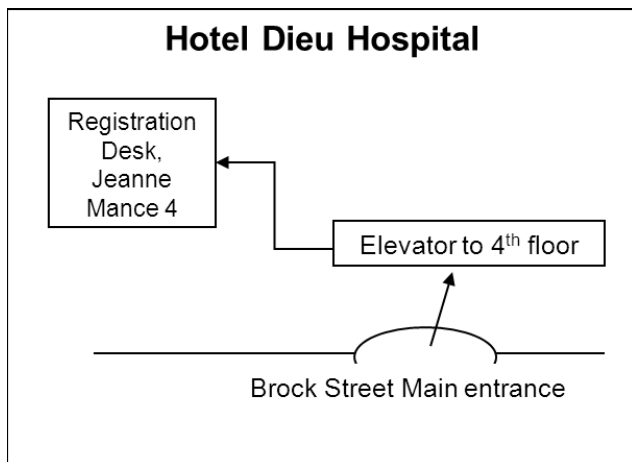 Hotel Dieu Hospital
Registration
Desk,
Jeanne
Mance 4
Elevator to 4th floor
Brock Street Main entrance